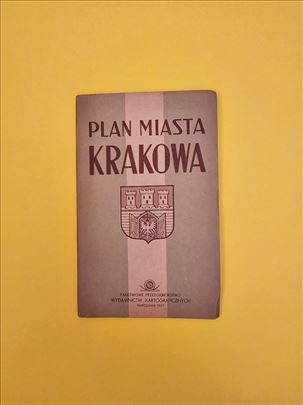 PLAN MIASTA
KRAKOWA
PAŃSTWOWE PRZEDSIĘBIORSTWO
WYDAWNICTW KARTOGRAFICZNYCH
WARSZAWA